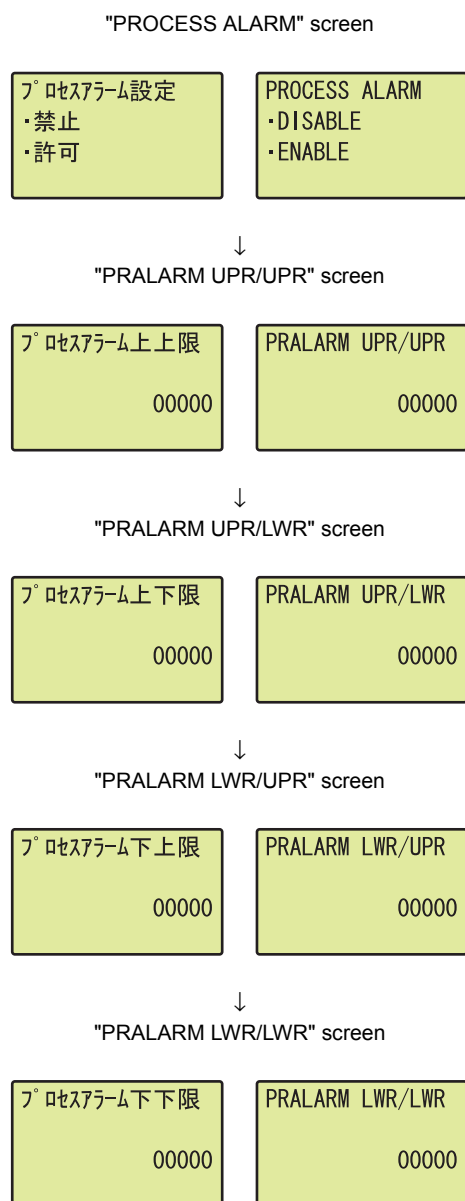 "PROCESS ALARM" screen
ﾌﾟﾛｾｽｱﾗｰﾑ設定
・禁止
・許可
PROCESS ALARM
・DISABLE
・ENABLE
↓
"PRALARM UPR/UPR" screen
ﾌﾟﾛｾｽｱﾗｰﾑ上上限
00000
PRALARM UPR/UPR
00000
↓
"PRALARM UPR/LWR" screen
ﾌﾟﾛｾｽｱﾗｰﾑ上下限
00000
PRALARM UPR/LWR
00000
↓
"PRALARM LWR/UPR" screen
ﾌﾟﾛｾｽｱﾗｰﾑ下上限
00000
PRALARM LWR/UPR
00000
↓
"PRALARM LWR/LWR" screen
ﾌﾟﾛｾｽｱﾗｰﾑ下下限
00000
PRALARM LWR/LWR
00000